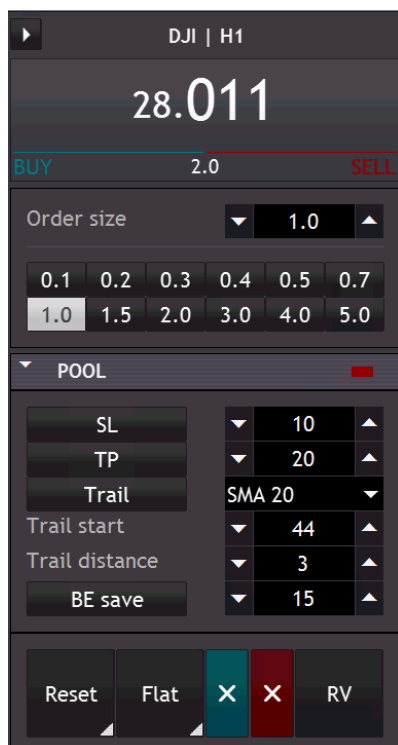 DJI | H1
28.011
BUY 2.0 SELL
Order size 1.0
0.1 0.2 0.3 0.4 0.5 0.7
1.0 1.5 2.0 3.0 4.0 5.0
POOL
SL 10
TP 20
Trail SMA 20
Trail start 44
Trail distance 3
BE save 15
Reset Flat X X RV